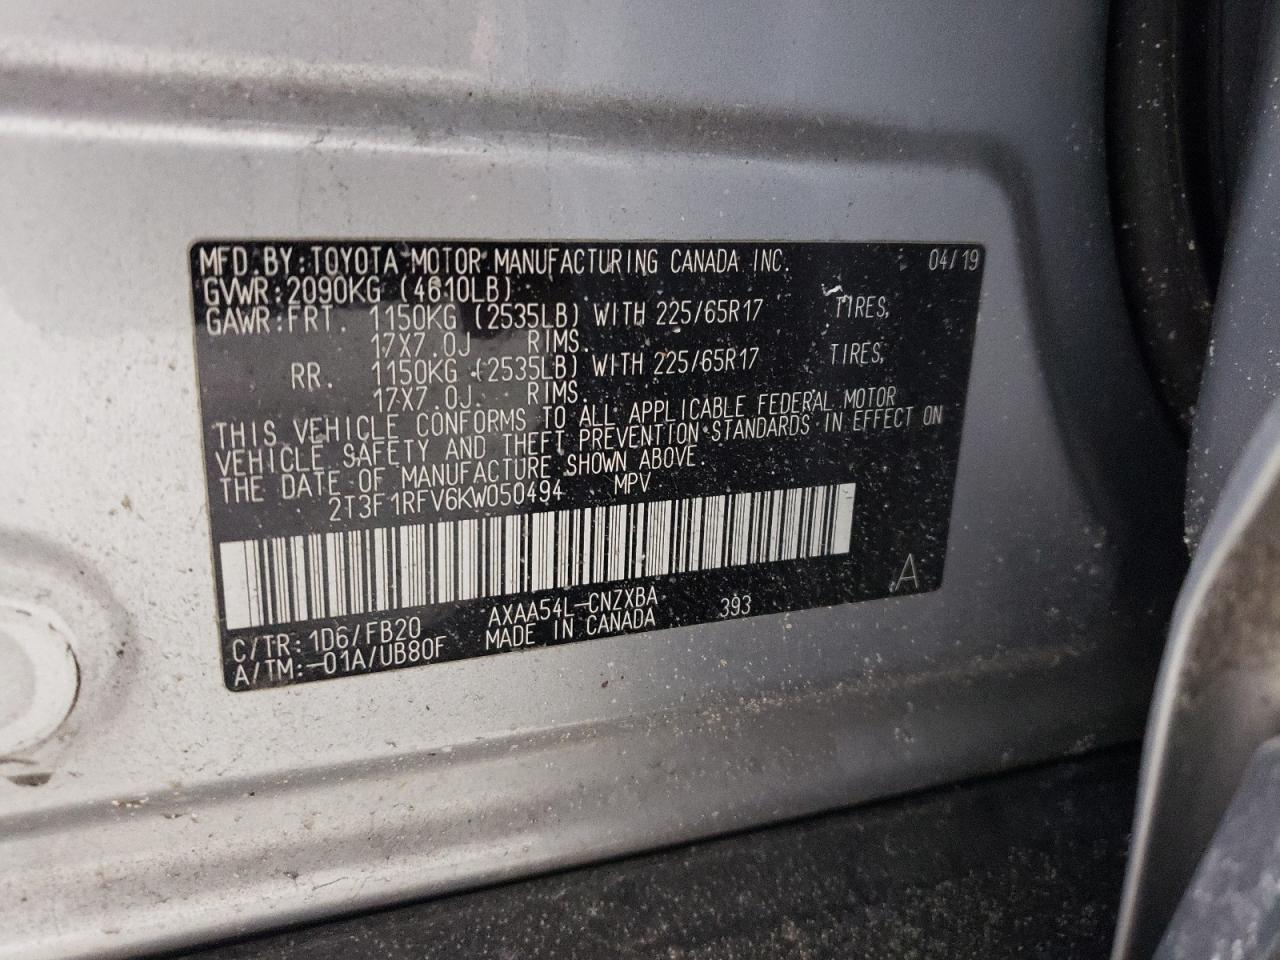 MFD.BY:TOYOTA MOTOR MANUFACTURING CANADA INC. 04/19
GVWR:2090KG (4610LB)
GAWR:FRT. 1150KG (2535LB) WITH 225/65R17 TIRES,
17X7.0J RIMS.
RR. 1150KG (2535LB) WITH 225/65R17 TIRES,
17X7.0J RIMS.
THIS VEHICLE CONFORMS TO ALL APPLICABLE FEDERAL MOTOR
VEHICLE SAFETY AND THEFT PREVENTION STANDARDS IN EFFECT ON
THE DATE OF MANUFACTURE SHOWN ABOVE.
2T3F1RFV6KW050494 MPV
A
C/TR:1D6/FB20 AXAA54L-CNZXBA 393
A/TM:-01A/UB80F MADE IN CANADA